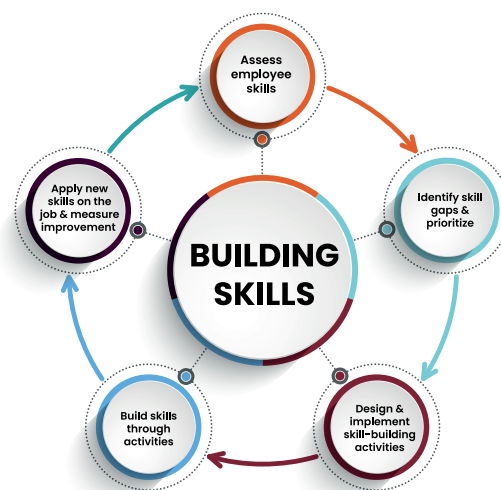 Assess
employee
skills
Identify skill
gaps &
prioritize
Design &
implement
skill-building
activities
Build skills
through
activities
Apply new
skills on the
job & measure
improvement
BUILDING
SKILLS